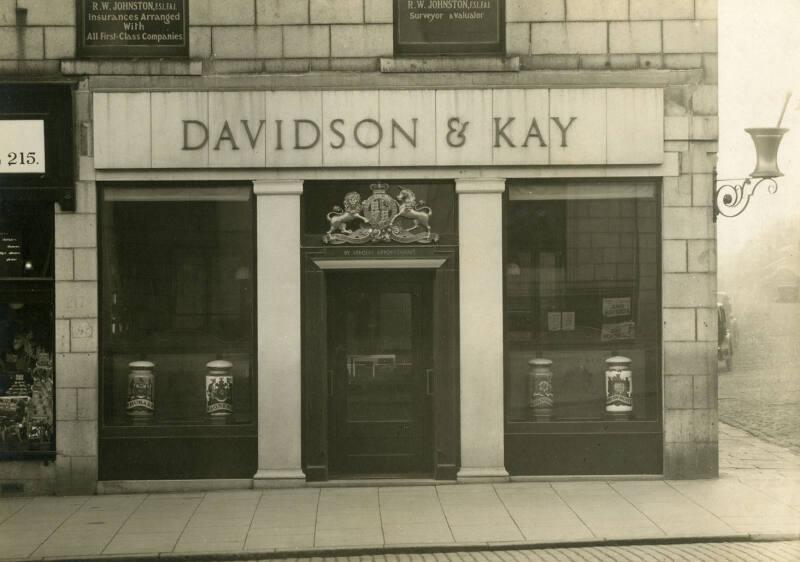 R.W. JOHNSTON, F.S.I. F.A.I.
Insurances Arranged
With
All First-Class Companies
R.W. JOHNSTON, F.S.I. F.A.I.
Surveyor & Valuator
DAVIDSON & KAY
215.
BY SPECIAL APPOINTMENT